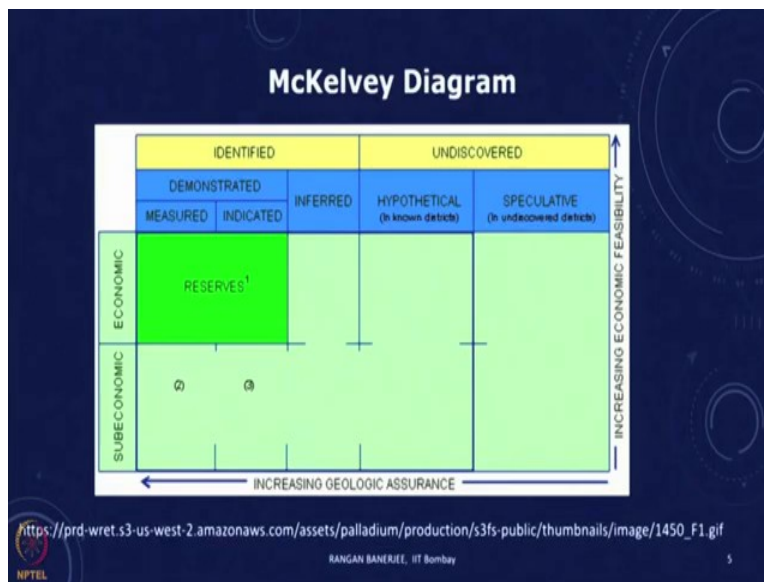 McKelvey Diagram
IDENTIFIED
UNDISCOVERED
DEMONSTRATED
INFERRED
HYPOTHETICAL
(In known districts)
SPECULATIVE
(In undiscovered districts)
MEASURED
INDICATED
ECONOMIC
RESERVES¹
SUBECONOMIC
②
③
INCREASING ECONOMIC FEASIBILITY
INCREASING GEOLOGIC ASSURANCE
https://prd-wret.s3-us-west-2.amazonaws.com/assets/palladium/production/s3fs-public/thumbnails/image/1450_F1.gif
RANGAN BANERJEE, IIT Bombay
5
NPTEL